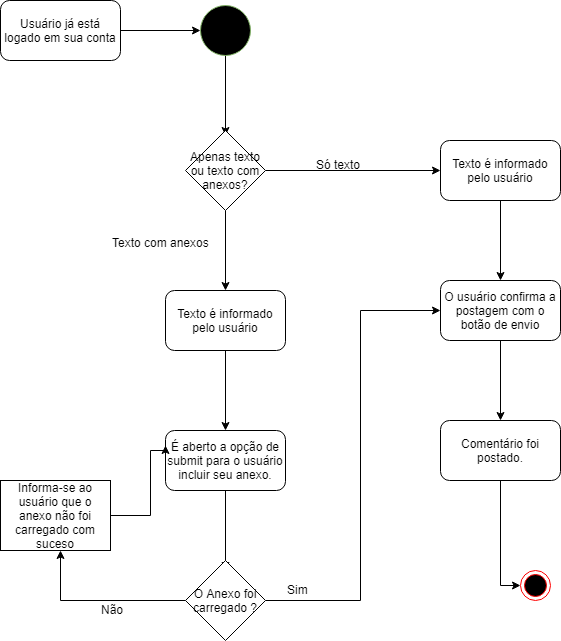 Usuário já está
logado em sua conta
Apenas texto
ou texto com
anexos?
Só texto
Texto é informado
pelo usuário
Texto com anexos
Texto é informado
pelo usuário
O usuário confirma a
postagem com o
botão de envio
É aberto a opção de
submit para o usuário
incluir seu anexo.
Comentário foi
postado.
Informa-se ao
usuário que o
anexo não foi
carregado com
suceso
O Anexo foi
carregado ?
Sim
Não